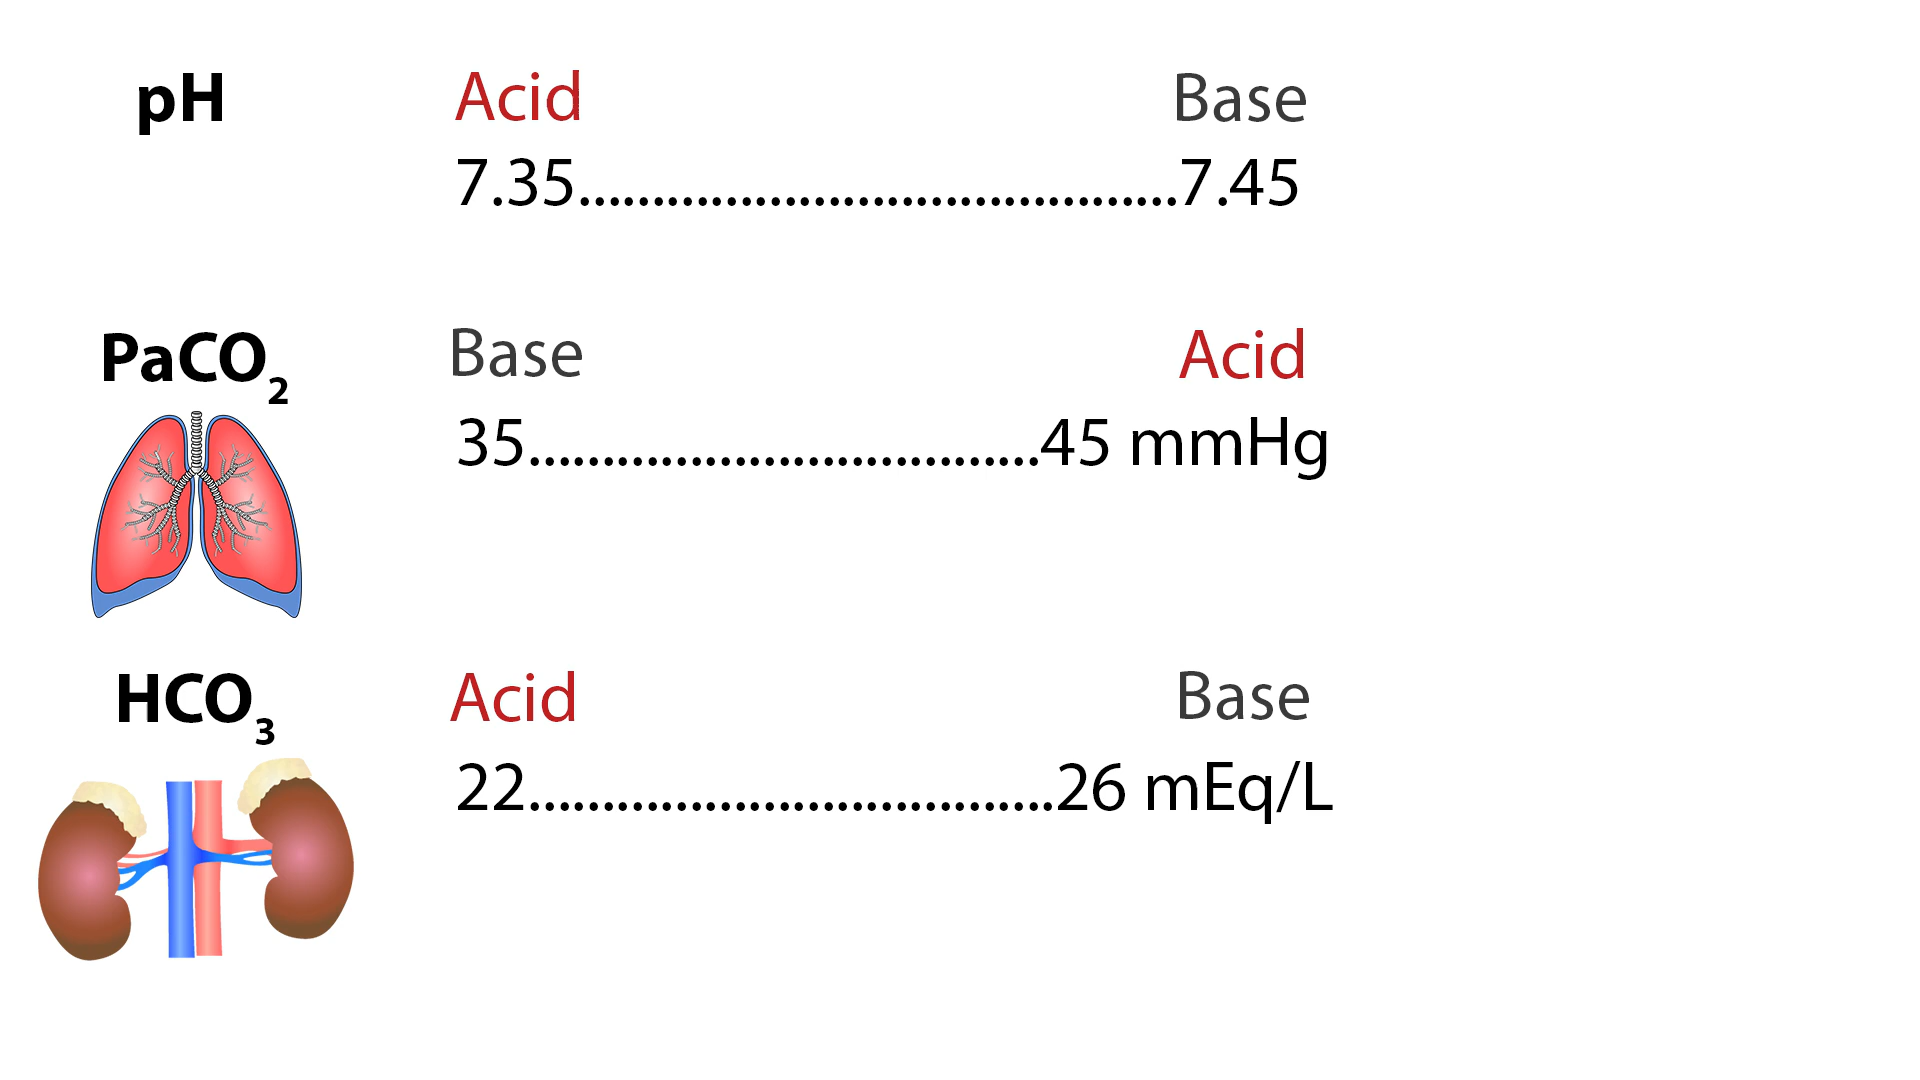 pH Acid Base
7.35.........................................7.45
PaCO2 Base Acid
35...................................45 mmHg
HCO3 Acid Base
22....................................26 mEq/L